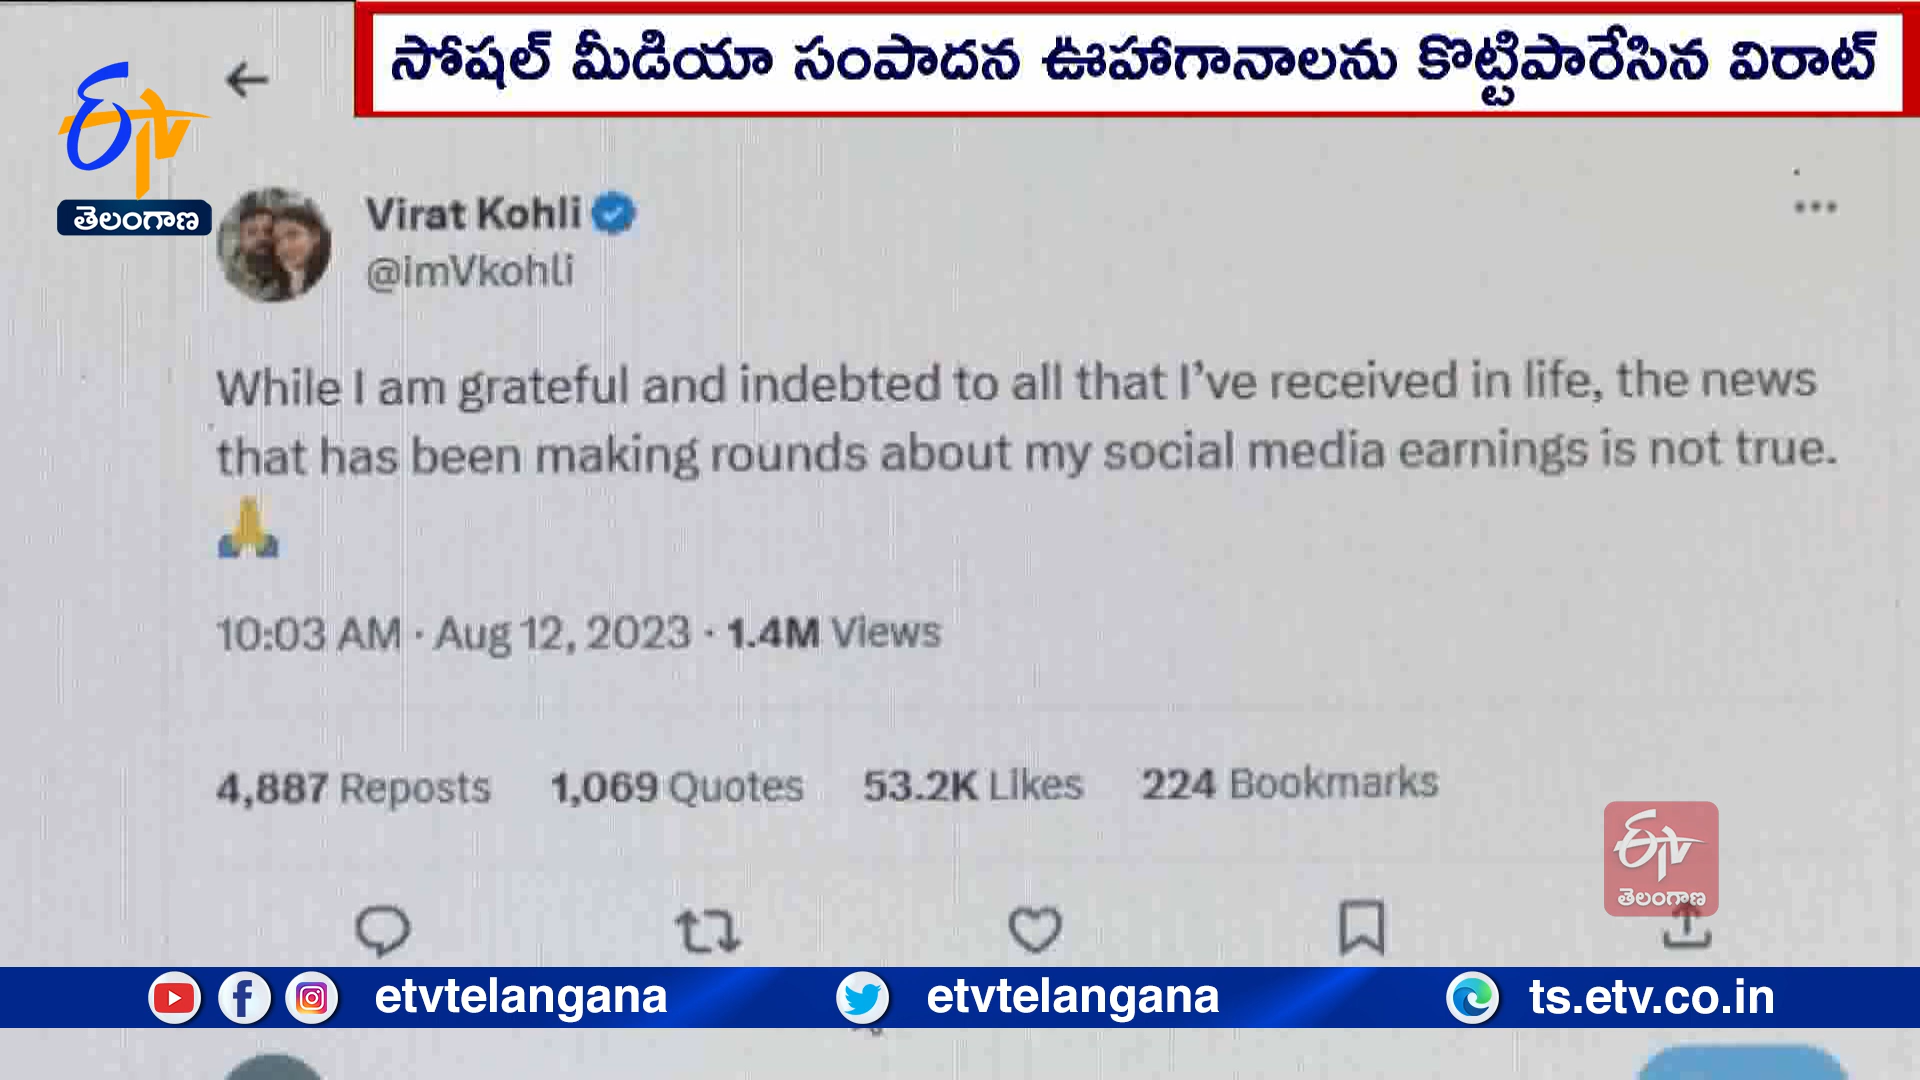 సోషల్ మీడియా సంపాదన ఊహాగానాలను కొట్టిపారేసిన విరాట్
ఈtv
తెలంగాణ
Virat Kohli
@imVkohli
While I am grateful and indebted to all that I’ve received in life, the news
that has been making rounds about my social media earnings is not true.
🙏
10:03 AM · Aug 12, 2023 · 1.4M Views
4,887 Reposts 1,069 Quotes 53.2K Likes 224 Bookmarks
ఈtv
తెలంగాణ
etvtelangana etvtelangana ts.etv.co.in